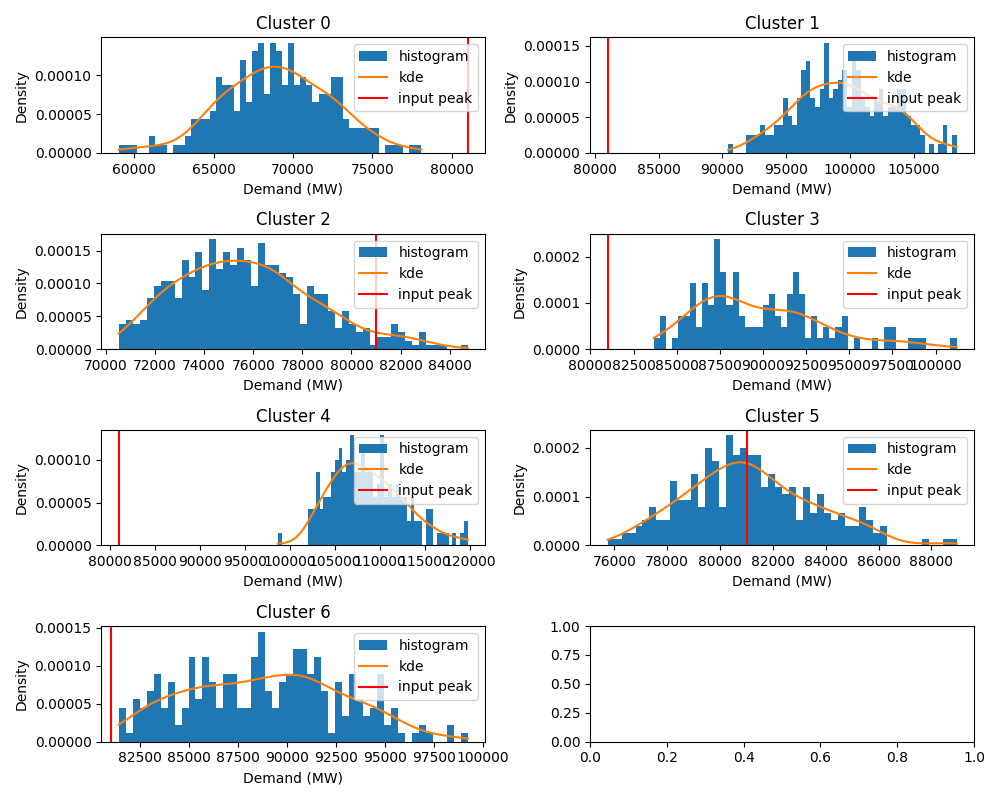 Cluster 0
Density
0.00010
0.00005
0.00000
histogram
kde
input peak
60000 65000 70000 75000 80000
Demand (MW)
Cluster 1
Density
0.00015
0.00010
0.00005
0.00000
histogram
kde
input peak
80000 85000 90000 95000 100000 105000
Demand (MW)
Cluster 2
Density
0.00015
0.00010
0.00005
0.00000
histogram
kde
input peak
70000 72000 74000 76000 78000 80000 82000 84000
Demand (MW)
Cluster 3
Density
0.0002
0.0001
0.0000
histogram
kde
input peak
80000 82500 85000 87500 90000 92500 95000 97500 100000
Demand (MW)
Cluster 4
Density
0.00010
0.00005
0.00000
histogram
kde
input peak
80000 85000 90000 95000 100000 105000 110000 115000 120000
Demand (MW)
Cluster 5
Density
0.0002
0.0001
0.0000
histogram
kde
input peak
76000 78000 80000 82000 84000 86000 88000
Demand (MW)
Cluster 6
Density
0.00015
0.00010
0.00005
0.00000
histogram
kde
input peak
82500 85000 87500 90000 92500 95000 97500 100000
Demand (MW)
1.00
0.75
0.50
0.25
0.00
0.0 0.2 0.4 0.6 0.8 1.0